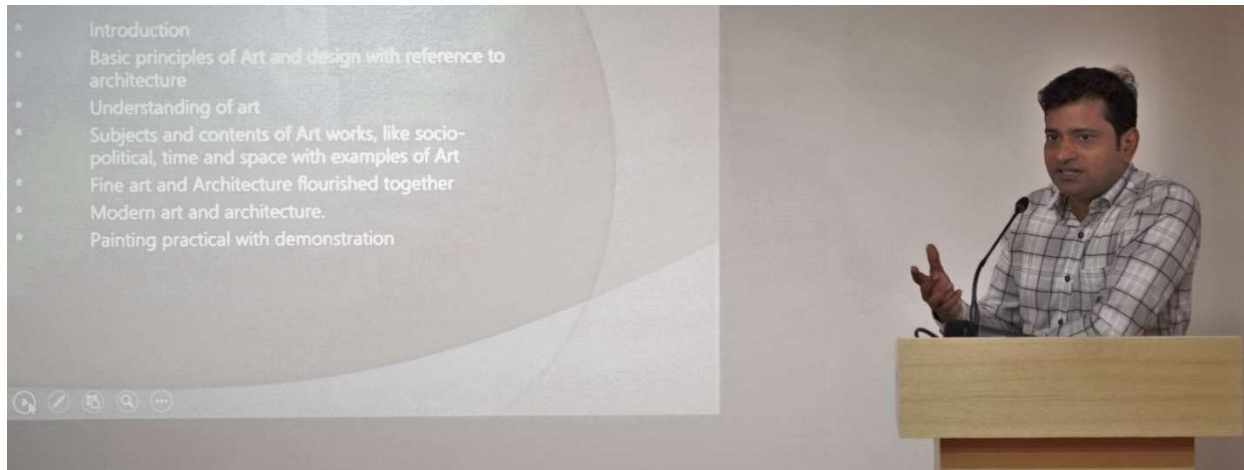 * Introduction
* Basic principles of Art and design with reference to
architecture
* Understanding of art
* Subjects and contents of Art works, like socio-
political, time and space with examples of Art
* Fine art and Architecture flourished together
* Modern art and architecture.
* Painting practical with demonstration